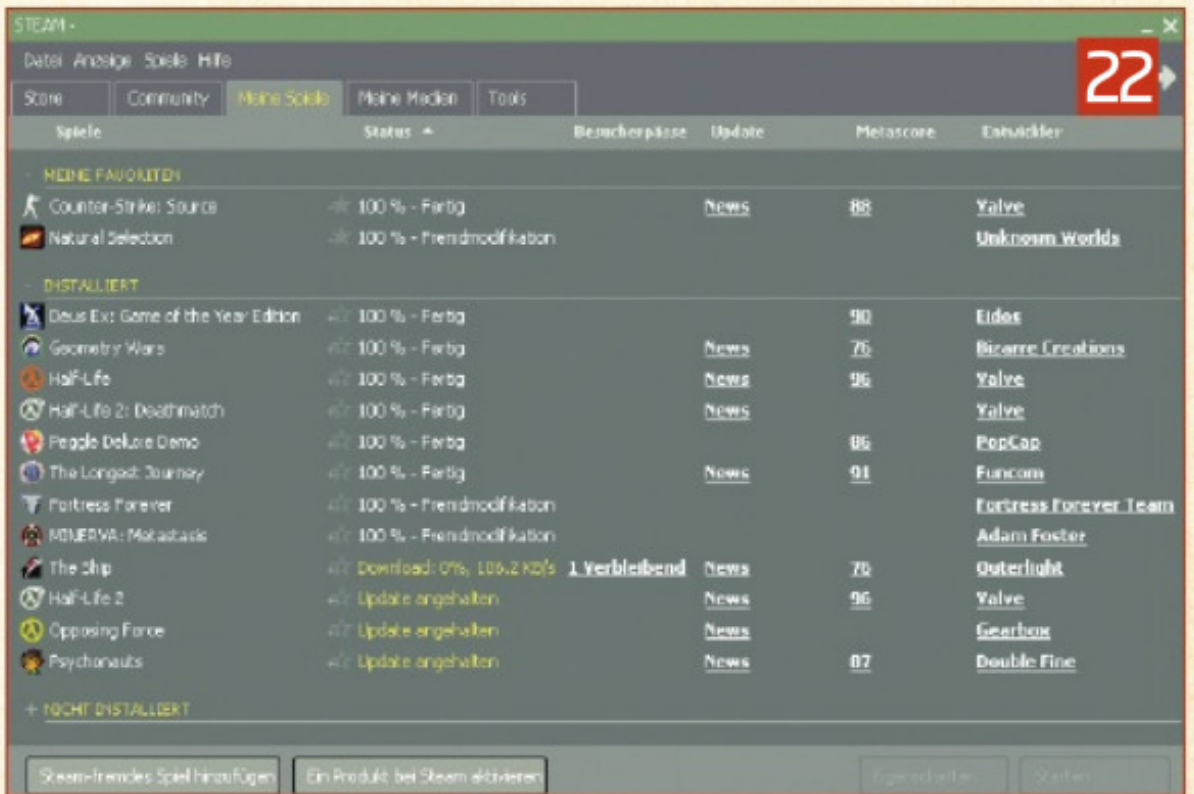 STEAM -
Datei Anzeige Spiele Hilfe
22
Store Community Meine Spiele Meine Medien Tools
Spiele Status Besucherpässe Update Metascore Entwickler
- MEINE FAVORITEN
Counter-Strike: Source 100 % - Fertig News 88 Valve
Natural Selection 100 % - Fremdmodifikation Unknown Worlds
- INSTALLIERT
Deus Ex: Game of the Year Edition 100 % - Fertig 90 Eidos
Geometry Wars 100 % - Fertig News 76 Bizarre Creations
Half-Life 100 % - Fertig News 96 Valve
Half-Life 2: Deathmatch 100 % - Fertig News Valve
Peggle Deluxe Demo 100 % - Fertig 86 PopCap
The Longest Journey 100 % - Fertig News 91 Funcom
Fortress Forever 100 % - Fremdmodifikation Fortress Forever Team
MINERVA: Metastasis 100 % - Fremdmodifikation Adam Foster
The Ship Download: 0%, 106.2 KB/s 1 Verbleibend News 76 Outerlight
Half-Life 2 Update angehalten News 96 Valve
Opposing Force Update angehalten News Gearbox
Psychonauts Update angehalten News 87 Double Fine
+ NICHT INSTALLIERT
Steam-fremdes Spiel hinzufügen Ein Produkt bei Steam aktivieren Eigenschaften Starten